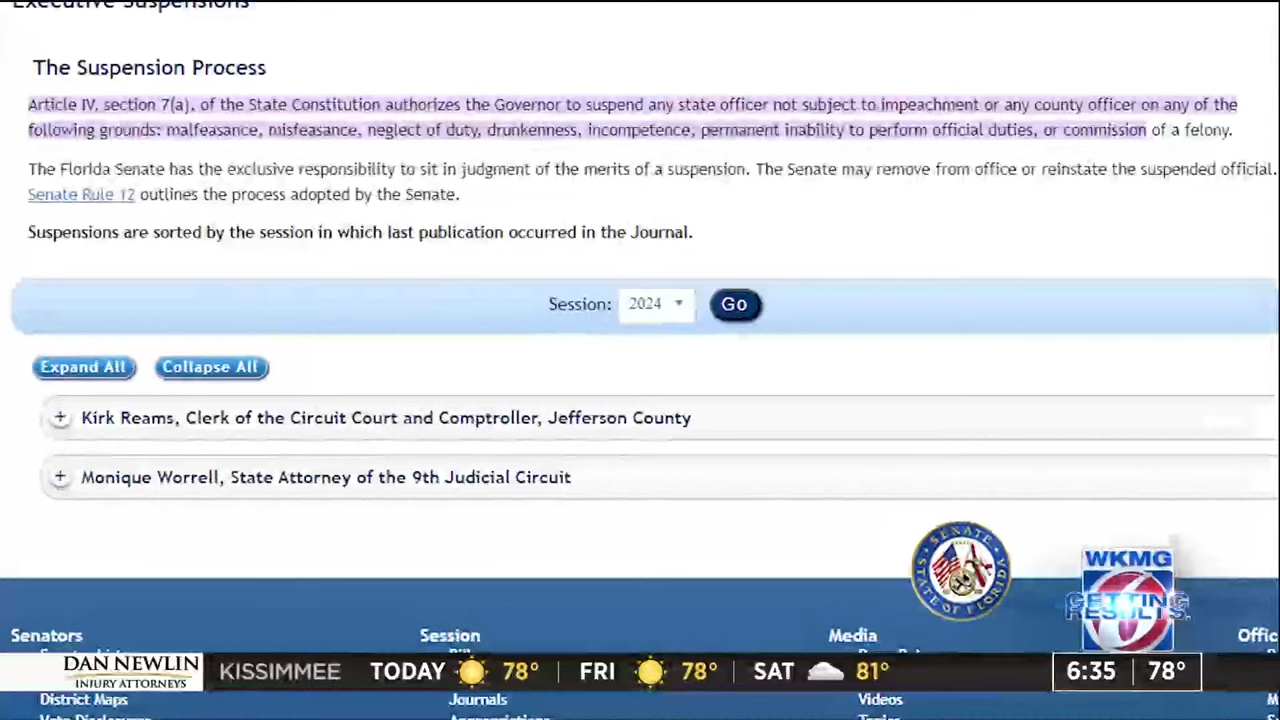 Executive Suspensions
The Suspension Process
Article IV, section 7(a), of the State Constitution authorizes the Governor to suspend any state officer not subject to impeachment or any county officer on any of the
following grounds: malfeasance, misfeasance, neglect of duty, drunkenness, incompetence, permanent inability to perform official duties, or commission of a felony.
The Florida Senate has the exclusive responsibility to sit in judgment of the merits of a suspension. The Senate may remove from office or reinstate the suspended official.
Senate Rule 12 outlines the process adopted by the Senate.
Suspensions are sorted by the session in which last publication occurred in the Journal.
Session: 2024 Go
Expand All Collapse All
+ Kirk Reams, Clerk of the Circuit Court and Comptroller, Jefferson County
+ Monique Worrell, State Attorney of the 9th Judicial Circuit
SENATE
STATE OF FLORIDA
WKMG
6
GETTING
RESULTS.
Senators Session Media Offic
DAN NEWLIN
INJURY ATTORNEYS
KISSIMMEE TODAY 78° FRI 78° SAT 81° 6:35 78°
District Maps Journals Videos